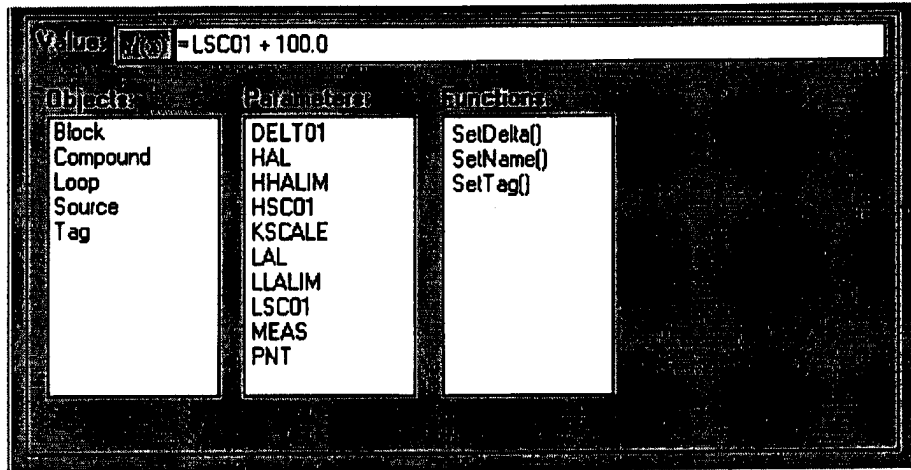 Value: f(x) =LSC01 + 100.0
Objects:
Block
Compound
Loop
Source
Tag
Parameters:
DELT01
HAL
HHALIM
HSC01
KSCALE
LAL
LLALIM
LSC01
MEAS
PNT
Functions:
SetDelta()
SetName()
SetTag()